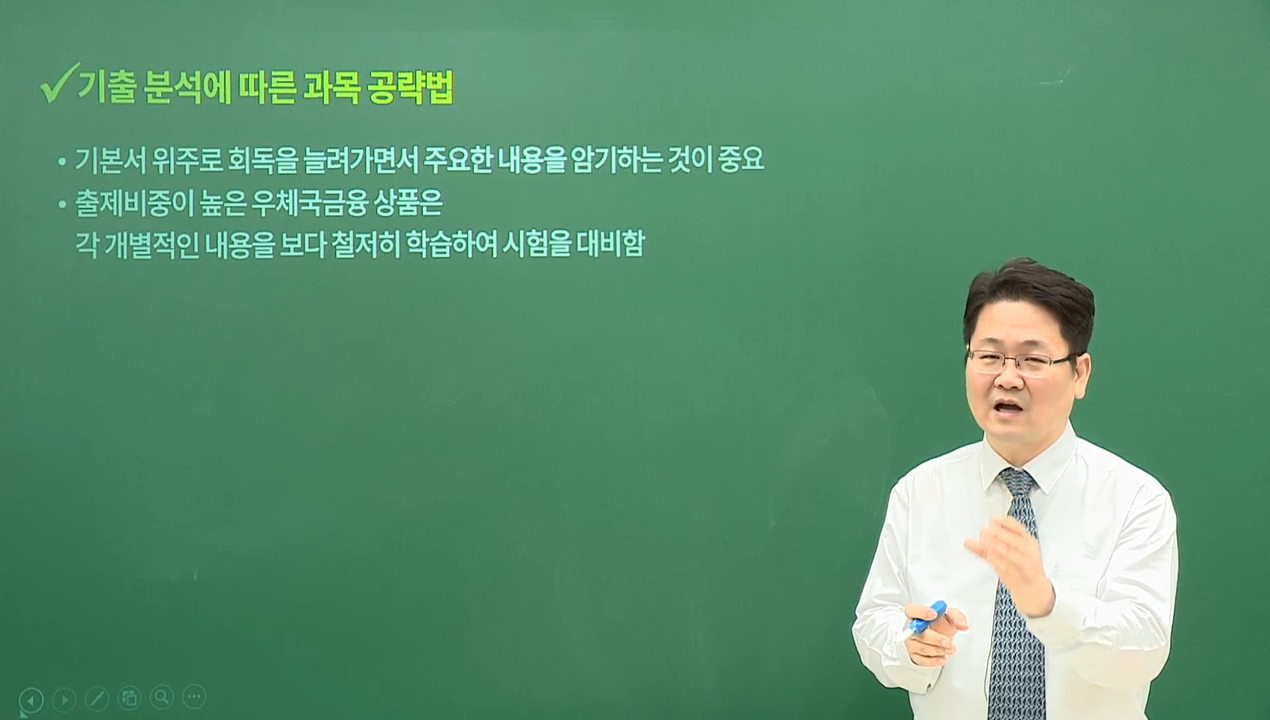 기출 분석에 따른 과목 공략법
• 기본서 위주로 회독을 늘려가면서 주요한 내용을 암기하는 것이 중요
• 출제비중이 높은 우체국금융 상품은
각 개별적인 내용을 보다 철저히 학습하여 시험을 대비함